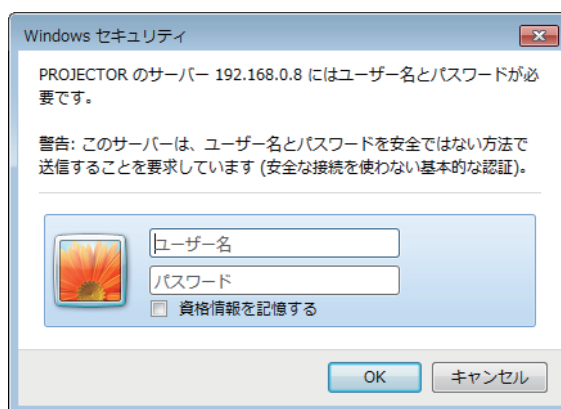 Windows セキュリティ
PROJECTOR のサーバー 192.168.0.8 にはユーザー名とパスワードが必
要です。
警告: このサーバーは、ユーザー名とパスワードを安全ではない方法で
送信することを要求しています (安全な接続を使わない基本的な認証)。
ユーザー名
パスワード
資格情報を記憶する
OK キャンセル